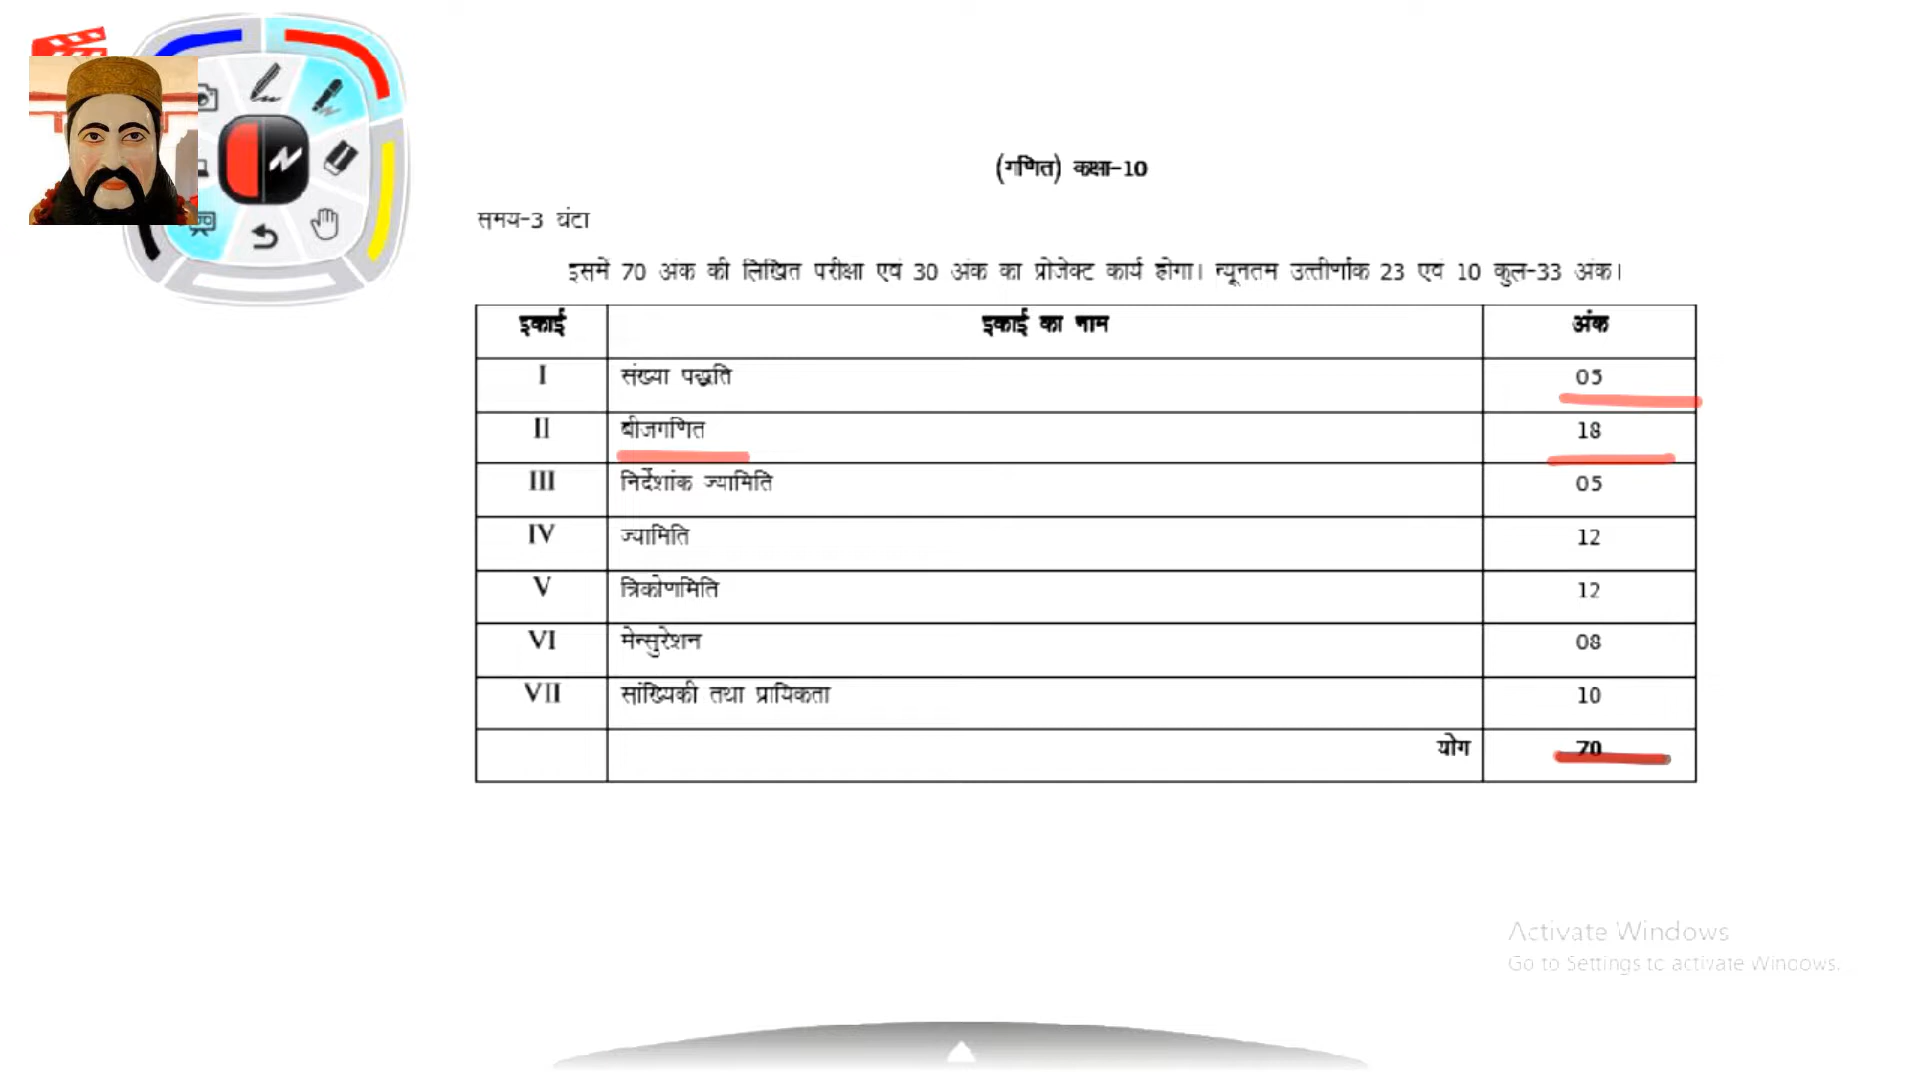 (गणित) कक्षा-10
समय-3 घंटा
इसमें 70 अंक की लिखित परीक्षा एवं 30 अंक का प्रोजेक्ट कार्य होगा। न्यूनतम उत्तीर्णांक 23 एवं 10 कुल-33 अंक।
इकाई इकाई का नाम अंक
I संख्या पद्धति 05
II बीजगणित 18
III निर्देशांक ज्यामिति 05
IV ज्यामिति 12
V त्रिकोणमिति 12
VI मेन्सुरेशन 08
VII सांख्यिकी तथा प्रायिकता 10
योग 70
Activate Windows
Go to Settings to activate Windows.